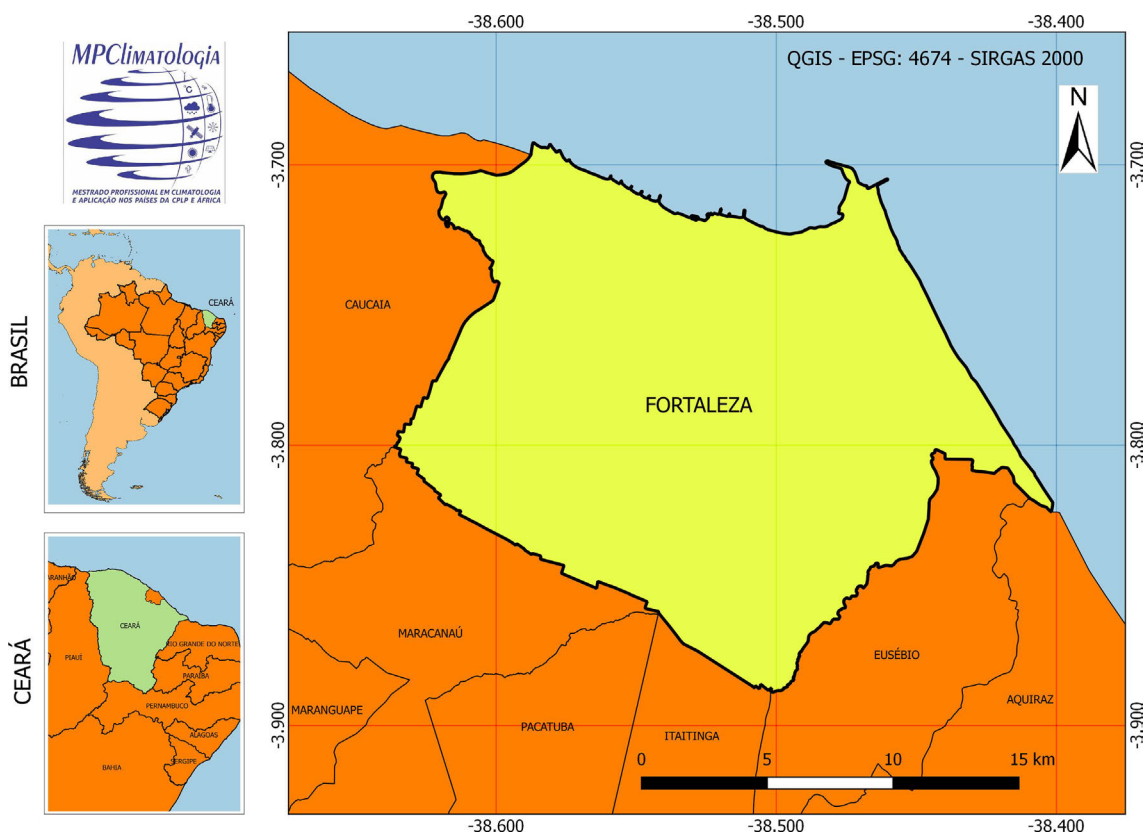 MPClimatologia
°C
MESTRADO PROFISSIONAL EM CLIMATOLOGIA
E APLICAÇÃO NOS PAÍSES DA CPLP E ÁFRICA
BRASIL
CEARÁ
CEARÁ
ARANHÃO
CEARÁ
PIAUÍ
RIO GRANDE DO NORTE
PARAÍBA
PERNAMBUCO
ALAGOAS
SERGIPE
BAHIA
-38.600 -38.500 -38.400
QGIS - EPSG: 4674 - SIRGAS 2000
N
-3.700 -3.700
CAUCAIA
FORTALEZA
-3.800 -3.800
MARACANAÚ
EUSÉBIO
MARANGUAPE
PACATUBA
ITAITINGA
AQUIRAZ
-3.900 -3.900
0 5 10 15 km
-38.600 -38.500 -38.400